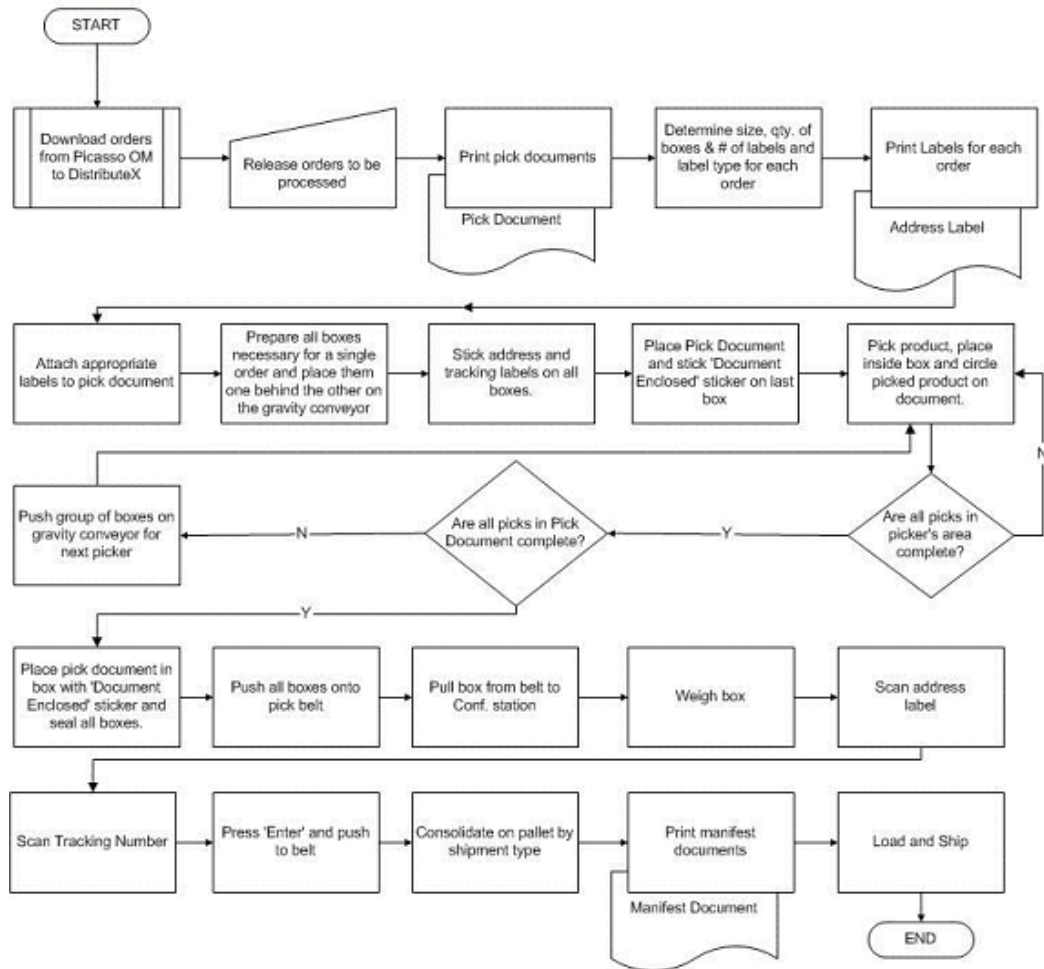 START
Download orders
from Picasso OM
to DistributeX
Release orders to be
processed
Print pick documents
Pick Document
Determine size, qty. of
boxes & # of labels and
label type for each
order
Print Labels for each
order
Address Label
Attach appropriate
labels to pick document
Prepare all boxes
necessary for a single
order and place them
one behind the other on
the gravity conveyor
Stick address and
tracking labels on all
boxes.
Place Pick Document
and stick 'Document
Enclosed' sticker on last
box
Pick product, place
inside box and circle
picked product on
document.
N
Push group of boxes on
gravity conveyor for
next picker
N
Are all picks in Pick
Document complete?
Y
Are all picks in
picker's area
complete?
Y
Place pick document in
box with 'Document
Enclosed' sticker and
seal all boxes.
Push all boxes onto
pick belt
Pull box from belt to
Conf. station
Weigh box
Scan address
label
Scan Tracking Number
Press 'Enter' and push
to belt
Consolidate on pallet by
shipment type
Print manifest
documents
Manifest Document
Load and Ship
END